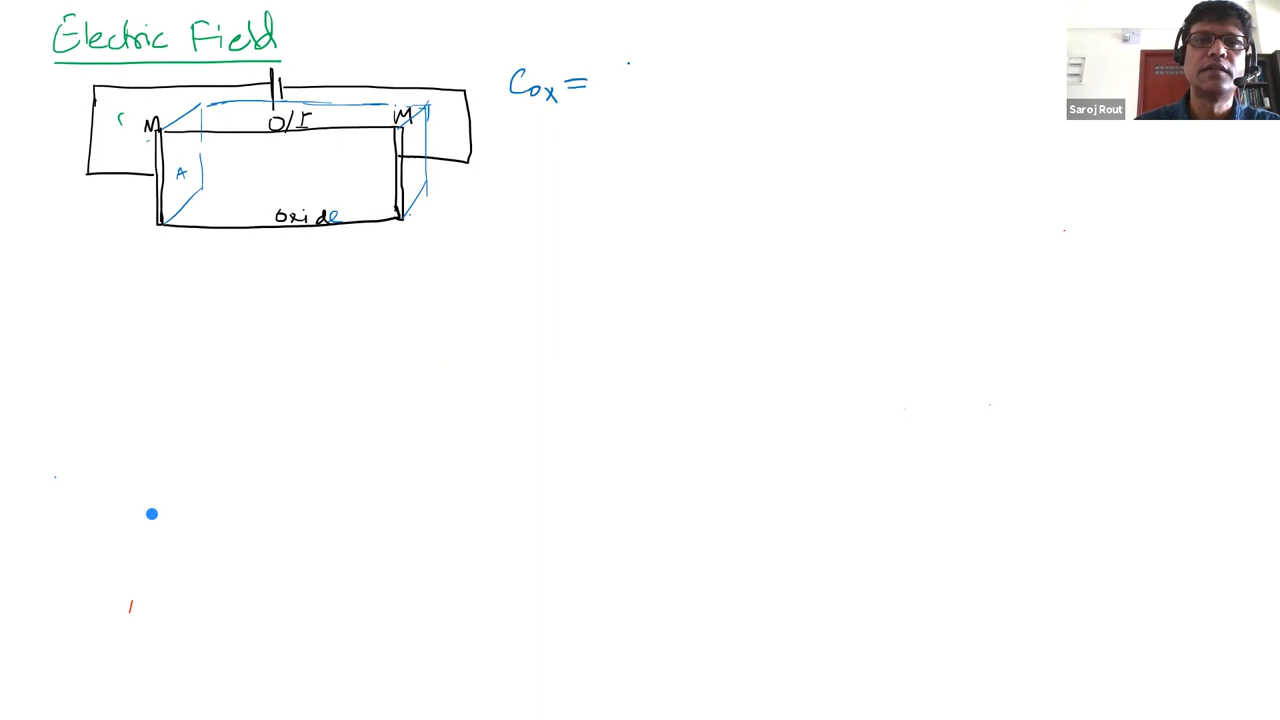 Electric Field
Cox =
M
O/I
M
A
oxide
Saroj Rout